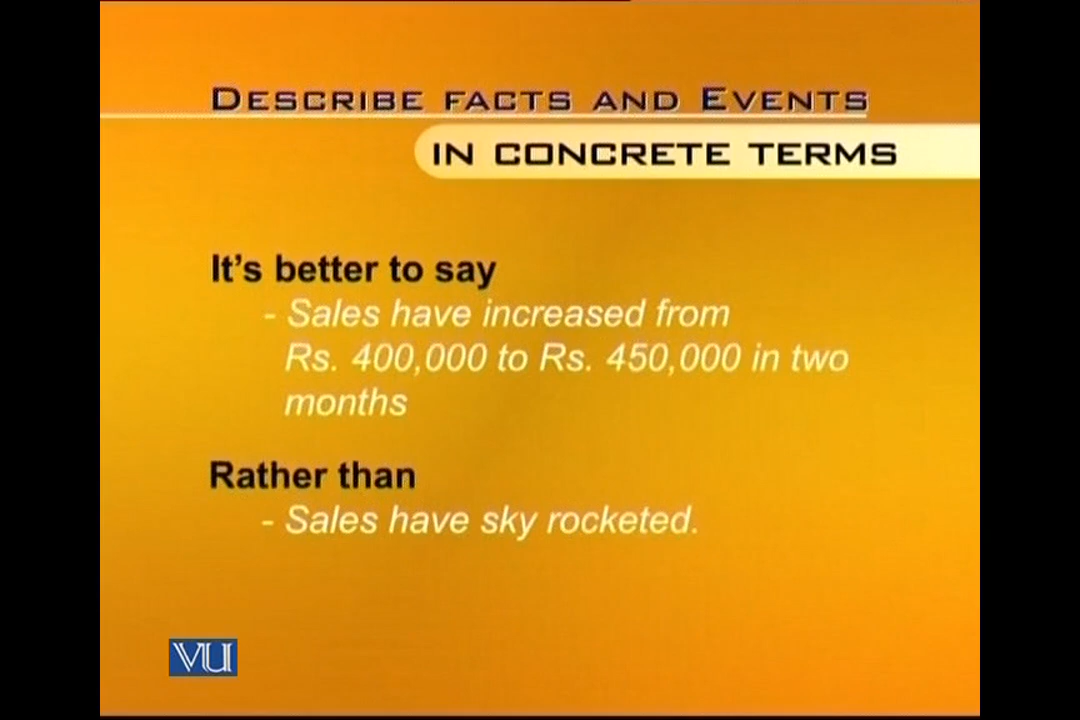 DESCRIBE FACTS AND EVENTS
IN CONCRETE TERMS
It's better to say
- Sales have increased from
Rs. 400,000 to Rs. 450,000 in two
months
Rather than
- Sales have sky rocketed.
VU